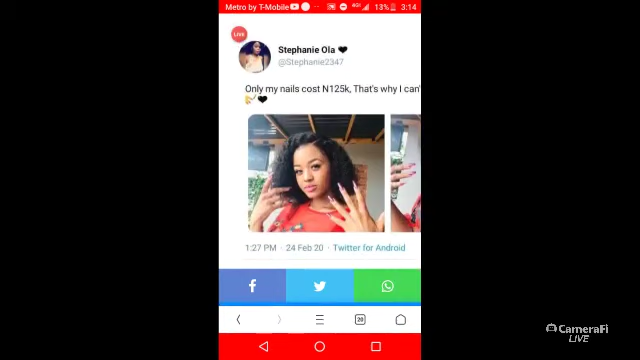 Metro by T-Mobile 4G 13% 3:14
LIVE
Stephanie Ola 🖤
@Stephanie2347
Only my nails cost N125k, That's why I can'
💅🖤
1:27 PM · 24 Feb 20 · Twitter for Android
20
CameraFi
LIVE